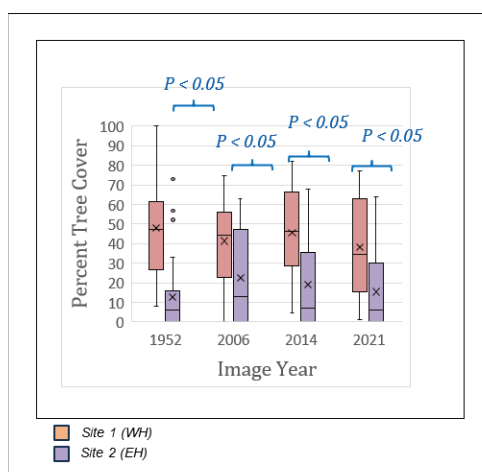 P < 0.05
P < 0.05
P < 0.05
P < 0.05
Percent Tree Cover
100
90
80
70
60
50
40
30
20
10
0
1952 2006 2014 2021
Image Year
Site 1 (WH)
Site 2 (EH)